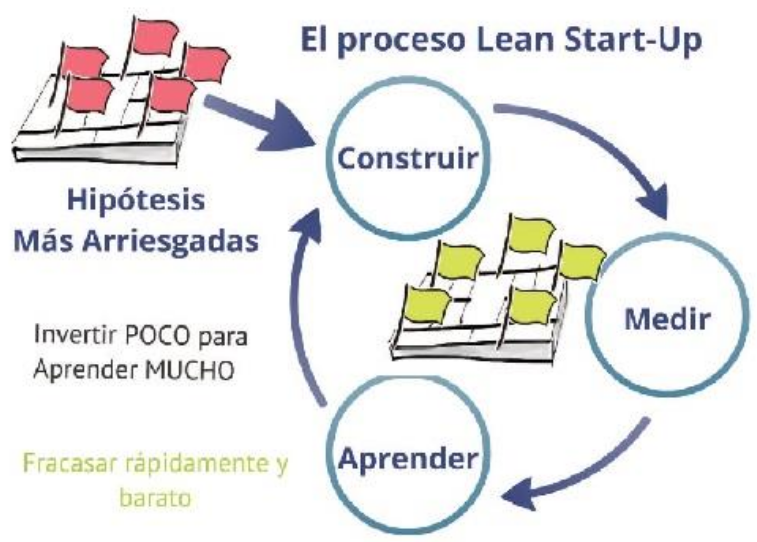 El proceso Lean Start-Up
Construir
Hipótesis
Más Arriesgadas
Medir
Invertir POCO para
Aprender MUCHO
Aprender
Fracasar rápidamente y
barato